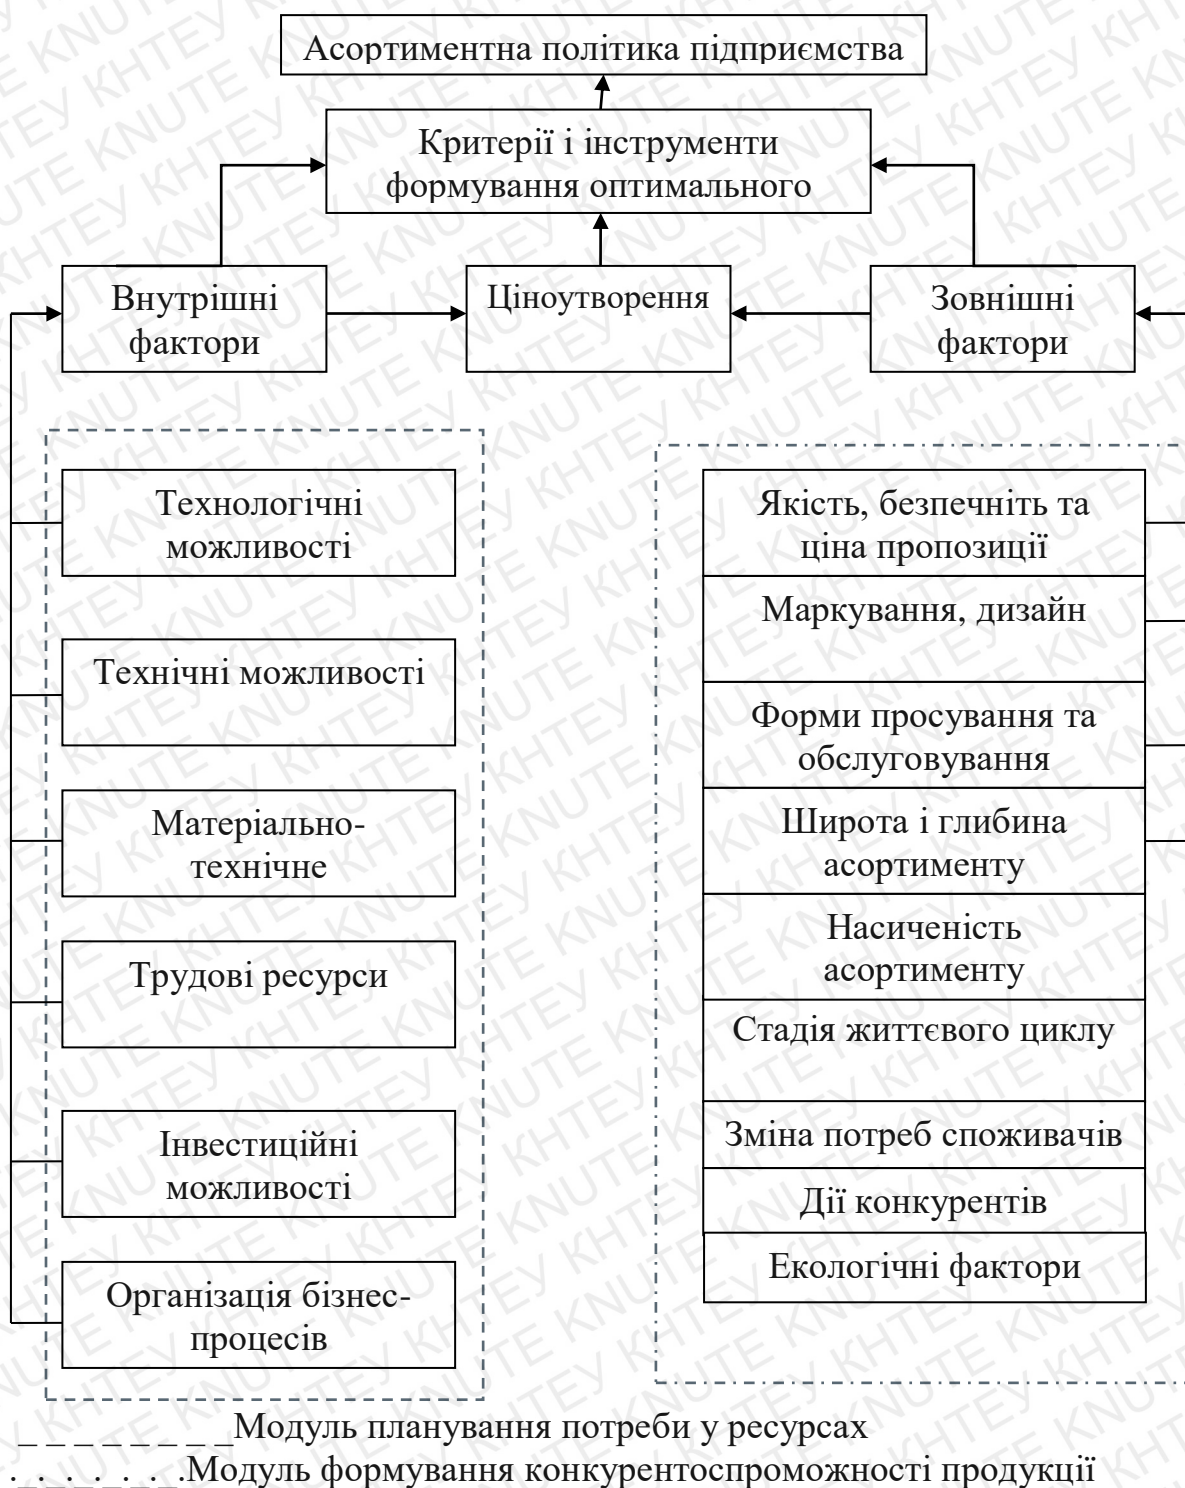 Асортиментна політика підприємства
Критерії і інструменти
формування оптимального
Внутрішні
фактори
Ціноутворення
Зовнішні
фактори
Технологічні
можливості
Технічні можливості
Матеріально-
технічне
Трудові ресурси
Інвестиційні
можливості
Організація бізнес-
процесів
Якість, безпечніть та
ціна пропозиції
Маркування, дизайн
Форми просування та
обслуговування
Широта і глибина
асортименту
Насиченість
асортименту
Стадія життєвого циклу
Зміна потреб споживачів
Дії конкурентів
Екологічні фактори
_ _ _ _ _ _ _ _Модуль планування потреби у ресурсах
. _ . _ . _ . _ . _ . _ .Модуль формування конкурентоспроможності продукції